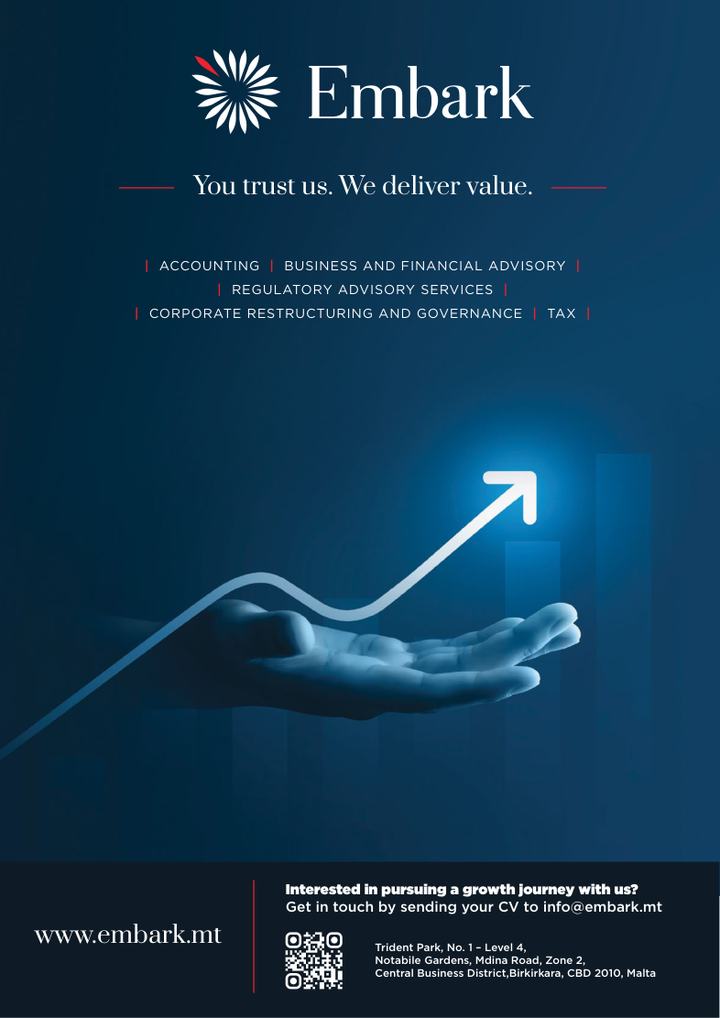 Embark
You trust us. We deliver value.
| ACCOUNTING | BUSINESS AND FINANCIAL ADVISORY |
| REGULATORY ADVISORY SERVICES |
| CORPORATE RESTRUCTURING AND GOVERNANCE | TAX |
www.embark.mt
Interested in pursuing a growth journey with us?
Get in touch by sending your CV to info@embark.mt
Trident Park, No. 1 – Level 4,
Notabile Gardens, Mdina Road, Zone 2,
Central Business District,Birkirkara, CBD 2010, Malta